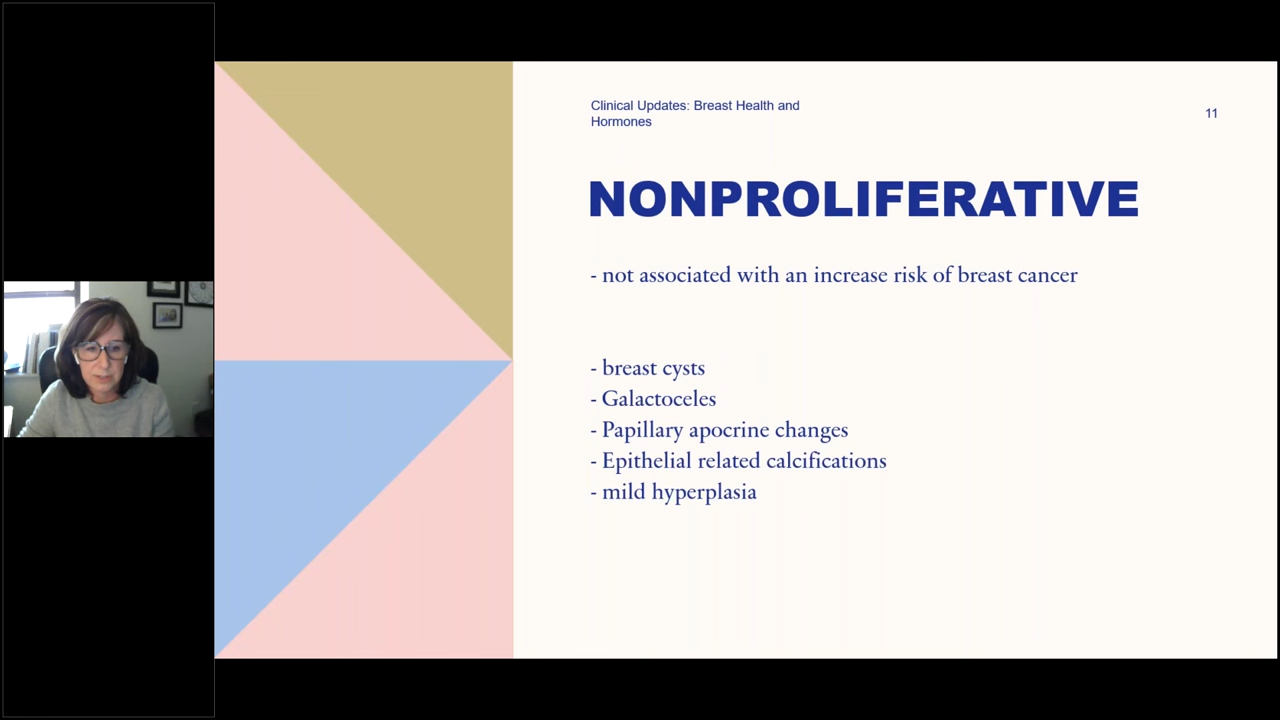 Clinical Updates: Breast Health and
Hormones
11
NONPROLIFERATIVE
- not associated with an increase risk of breast cancer
- breast cysts
- Galactoceles
- Papillary apocrine changes
- Epithelial related calcifications
- mild hyperplasia